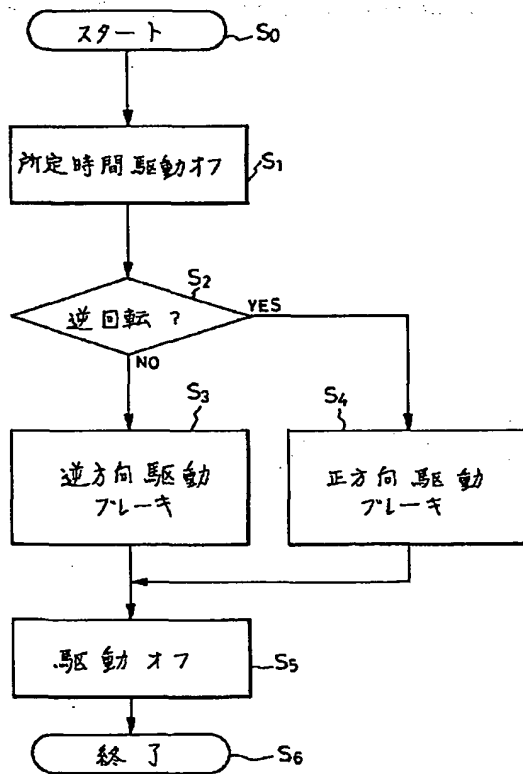 スタート
S0
所定時間駆動オフ
S1
S2
逆回転?
YES
NO
S3
逆方向駆動
ブレーキ
S4
正方向駆動
ブレーキ
駆動オフ
S5
終了
S6